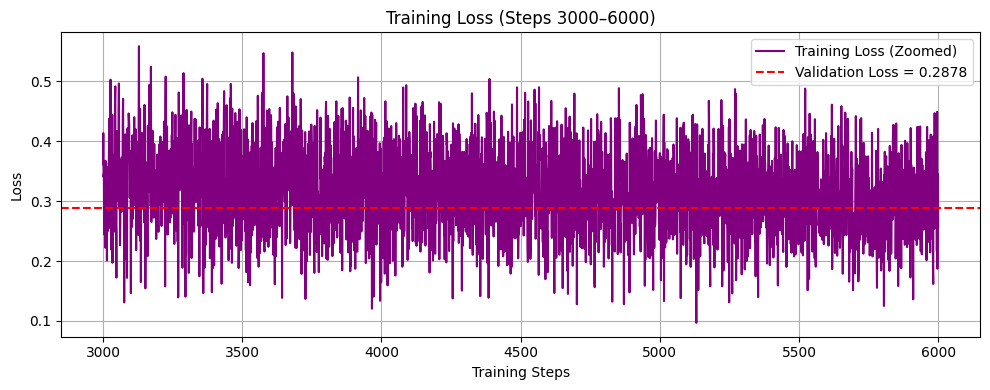 Training Loss (Steps 3000–6000)
Training Loss (Zoomed)
Validation Loss = 0.2878
Loss
0.5
0.4
0.3
0.2
0.1
3000
3500
4000
4500
5000
5500
6000
Training Steps